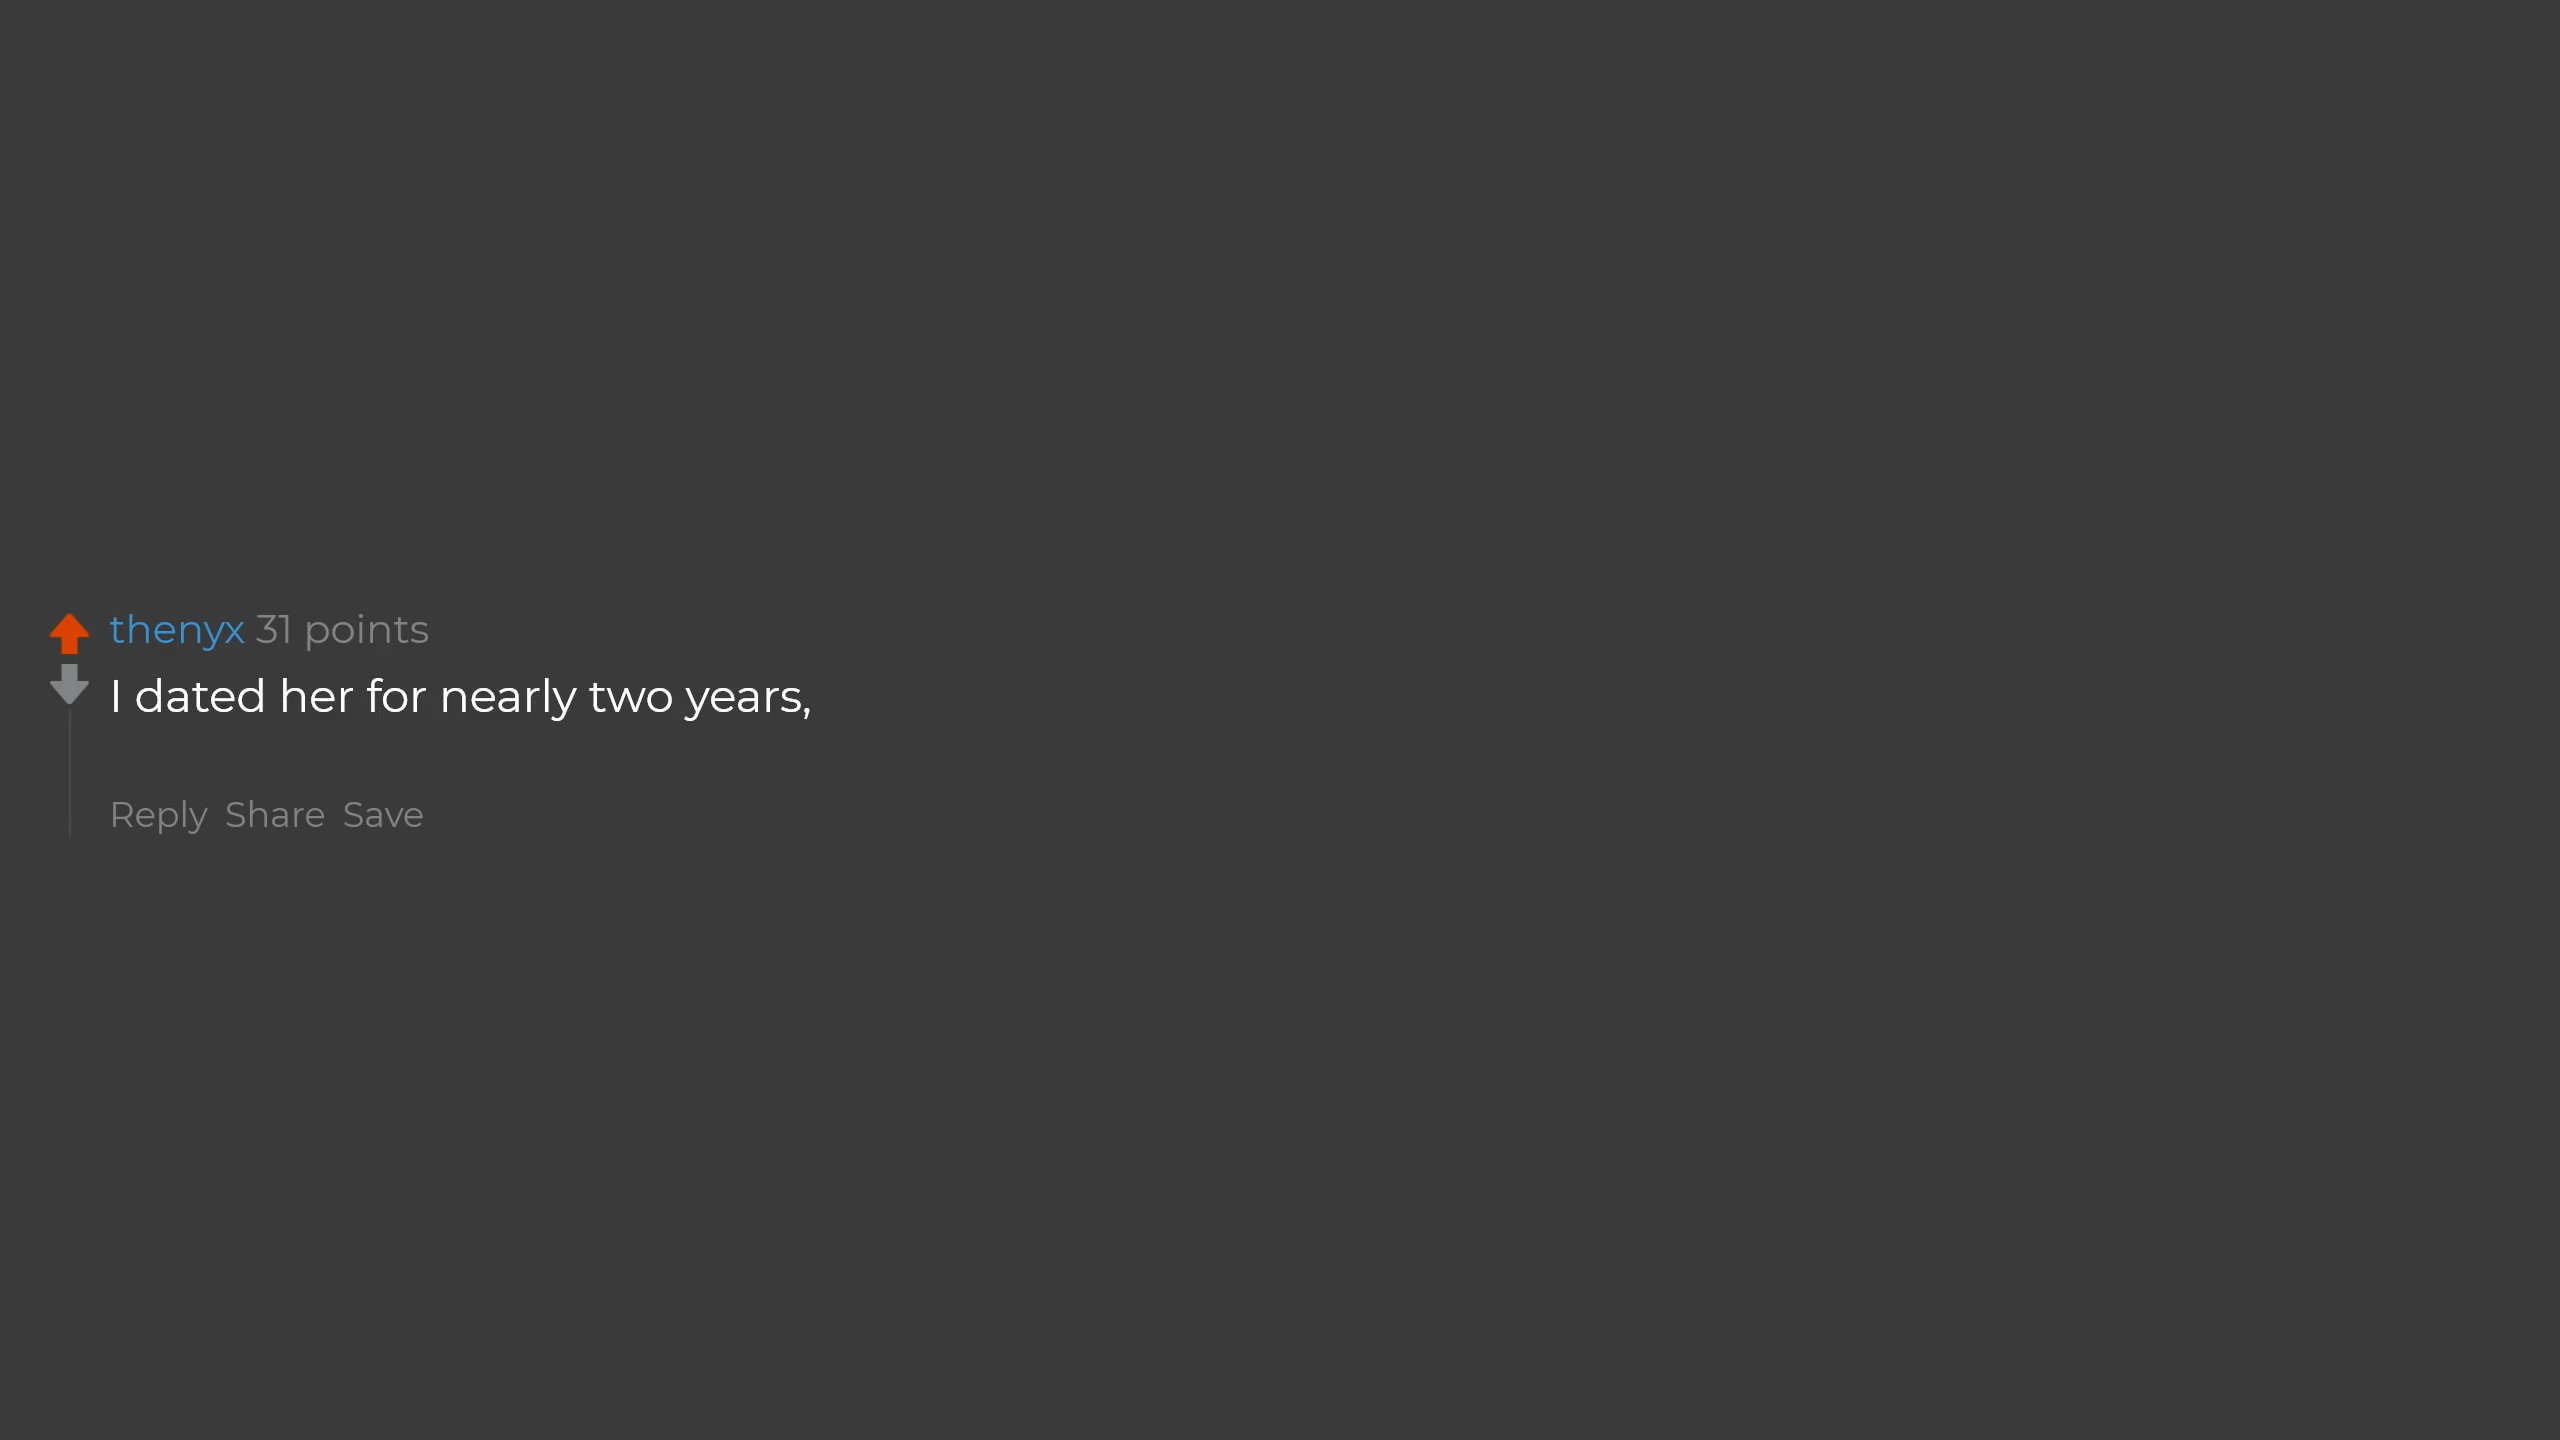 thenyx 31 points
I dated her for nearly two years,
Reply Share Save